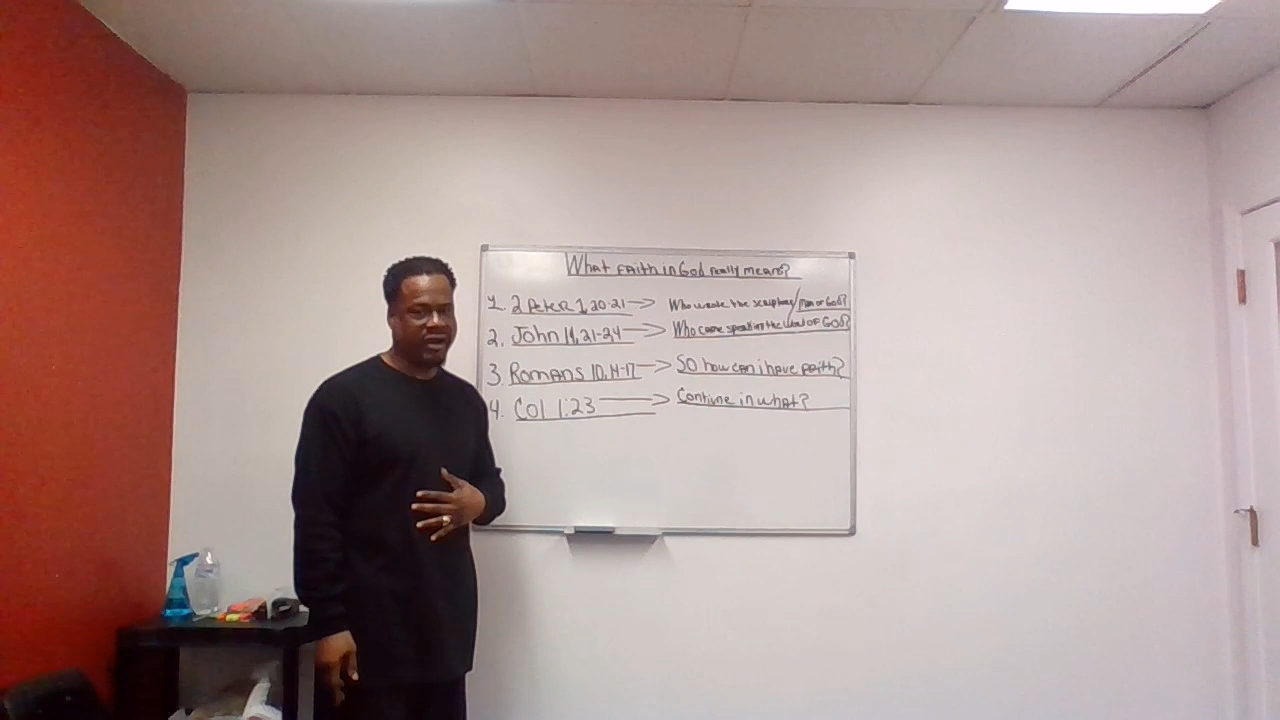 What faith in God really means?
1. 2 Peter 1, 20-21 → Who wrote the scripture/man or God?
2. John 14, 21-24 → Who came speaking the word of GOD?
3. Romans 10, 14-17 → SO how can i have faith?
4. Col 1:23 → Continue in what?